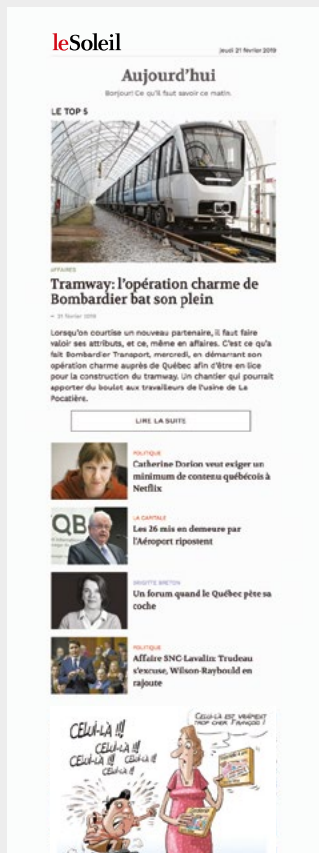 leSoleil
jeudi 21 février 2019
Aujourd'hui
Bonjour! Ce qu'il faut savoir ce matin.
LE TOP 5
AFFAIRES
Tramway: l'opération charme de
Bombardier bat son plein
— 21 février 2019
Lorsqu'on courtise un nouveau partenaire, il faut faire
valoir ses attributs, et ce, même en affaires. C'est ce qu'a
fait Bombardier Transport, mercredi, en démarrant son
opération charme auprès de Québec afin d'être en lice
pour la construction du tramway. Un chantier qui pourrait
apporter du boulot aux travailleurs de l'usine de La
Pocatière.
LIRE LA SUITE
POLITIQUE
Catherine Dorion veut exiger un
minimum de contenu québécois à
Netflix
QB
LA CAPITALE
Les 26 mis en demeure par
l'Aéroport ripostent
BRIGITTE BRETON
Un forum quand le Québec pète sa
coche
POLITIQUE
Affaire SNC-Lavalin: Trudeau
s'excuse, Wilson-Raybould en
rajoute
CELUI-LÀ !!!
CELUI-LÀ !!!
CELUI-LÀ !!!
CELUI-LÀ !!
CELUI-LÀ EST VRAIMENT
TROP CHER FRANÇOIS !